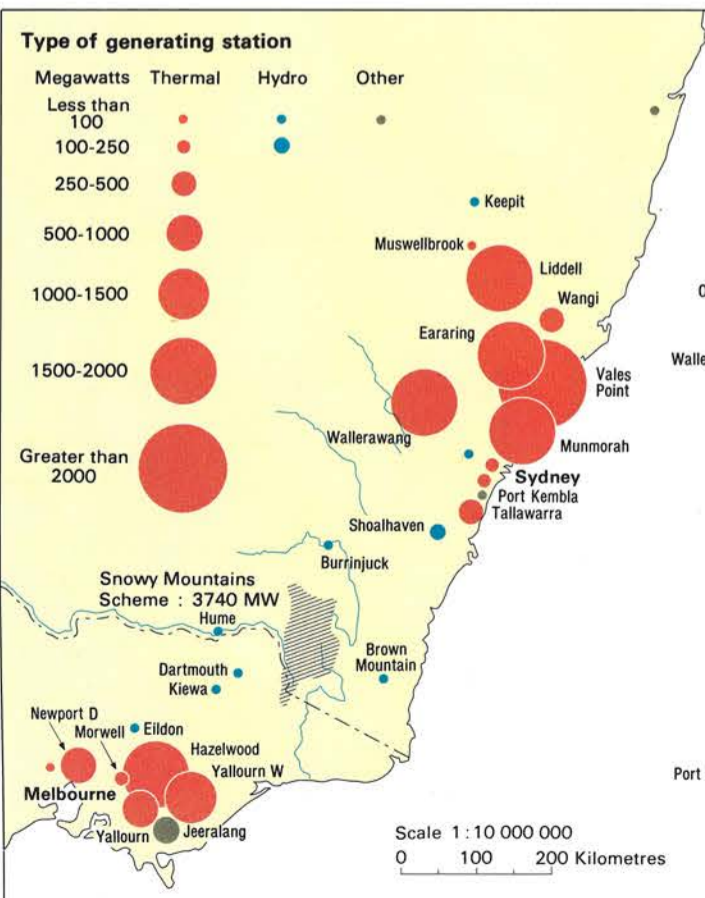 Type of generating station
Megawatts Thermal Hydro Other
Less than
100
100-250
250-500
500-1000
1000-1500
1500-2000
Greater than
2000
Keepit
Muswellbrook
Liddell
Wangi
Eararing
Vales
Point
Wallerawang
Munmorah
Sydney
Port Kembla
Tallawarra
Shoalhaven
Burrinjuck
Snowy Mountains
Scheme : 3740 MW
Hume
Brown
Mountain
Dartmouth
Kiewa
Newport D
Morwell
Eildon
Hazelwood
Yallourn W
Melbourne
Yallourn
Jeeralang
Scale 1 : 10 000 000
0 100 200 Kilometres
Port